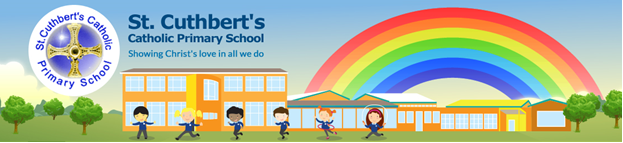 St. Cuthbert's Catholic
Primary School
St. Cuthbert's
Catholic Primary School
Showing Christ's love in all we do